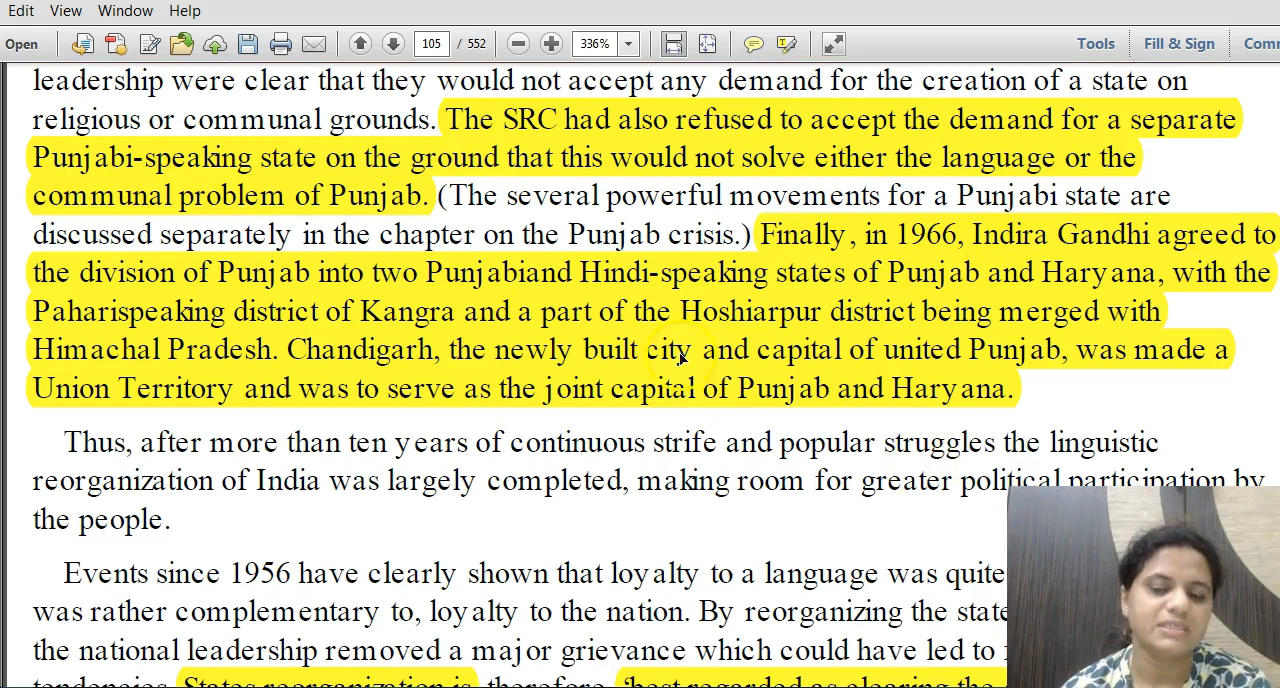 Edit View Window Help
Open 105 / 552 336% Tools Fill & Sign Comm
leadership were clear that they would not accept any demand for the creation of a state on
religious or communal grounds. The SRC had also refused to accept the demand for a separate
Punjabi-speaking state on the ground that this would not solve either the language or the
communal problem of Punjab. (The several powerful movements for a Punjabi state are
discussed separately in the chapter on the Punjab crisis.) Finally, in 1966, Indira Gandhi agreed to
the division of Punjab into two Punjabiand Hindi-speaking states of Punjab and Haryana, with the
Paharispeaking district of Kangra and a part of the Hoshiarpur district being merged with
Himachal Pradesh. Chandigarh, the newly built city and capital of united Punjab, was made a
Union Territory and was to serve as the joint capital of Punjab and Haryana.
Thus, after more than ten years of continuous strife and popular struggles the linguistic
reorganization of India was largely completed, making room for greater political participation by
the people.
Events since 1956 have clearly shown that loyalty to a language was quite
was rather complementary to, loyalty to the nation. By reorganizing the state
the national leadership removed a major grievance which could have led to
tendencies. States reorganization is therefore 'best regarded as clearing the